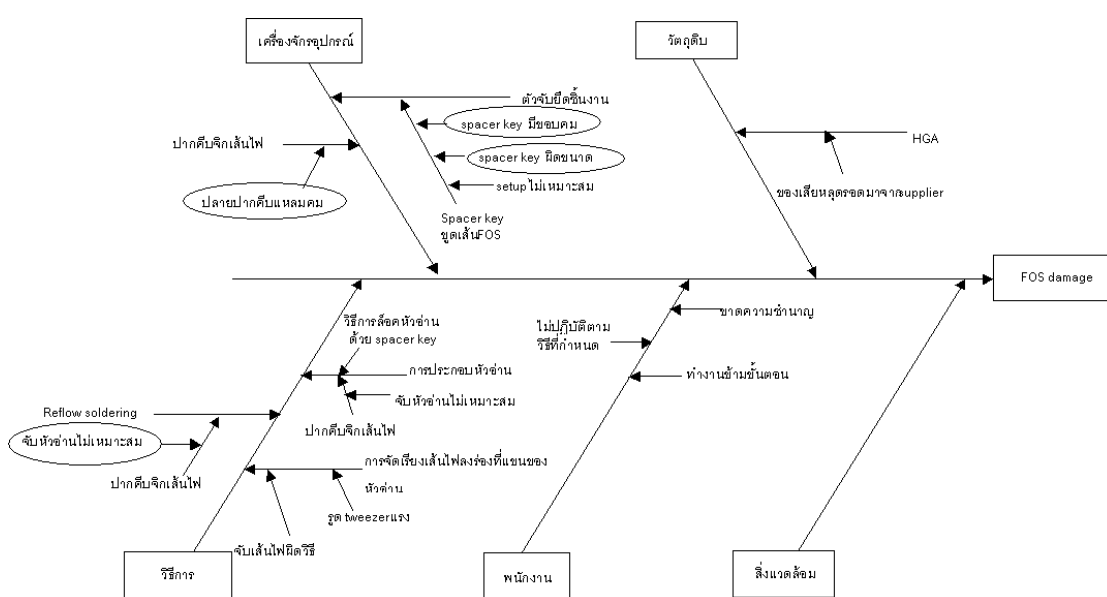 เครื่องจักรอุปกรณ์
วัตถุดิบ
ตัวจับยึดชิ้นงาน
spacer key มีขอบคม
ปากคีบจิกเส้นไฟ
HGA
spacer key ผิดขนาด
setup ไม่เหมาะสม
ปลายปากคีบแหลมคม
ของเสียหลุดรอดมาจากsupplier
Spacer key
ขูดเส้นFOS
FOS damage
วิธีการล็อคหัวอ่าน
ด้วย spacer key
ขาดความชำนาญ
ไม่ปฏิบัติตาม
วิธีที่กำหนด
การประกอบหัวอ่าน
ทำงานข้ามขั้นตอน
จับหัวอ่านไม่เหมาะสม
Reflow soldering
ปากคีบจิกเส้นไฟ
จับหัวอ่านไม่เหมาะสม
การจัดเรียงเส้นไฟลงร่องที่แขนของ
หัวอ่าน
ปากคีบจิกเส้นไฟ
รูด tweezerแรง
จับเส้นไฟผิดวิธี
วิธีการ
พนักงาน
สิ่งแวดล้อม